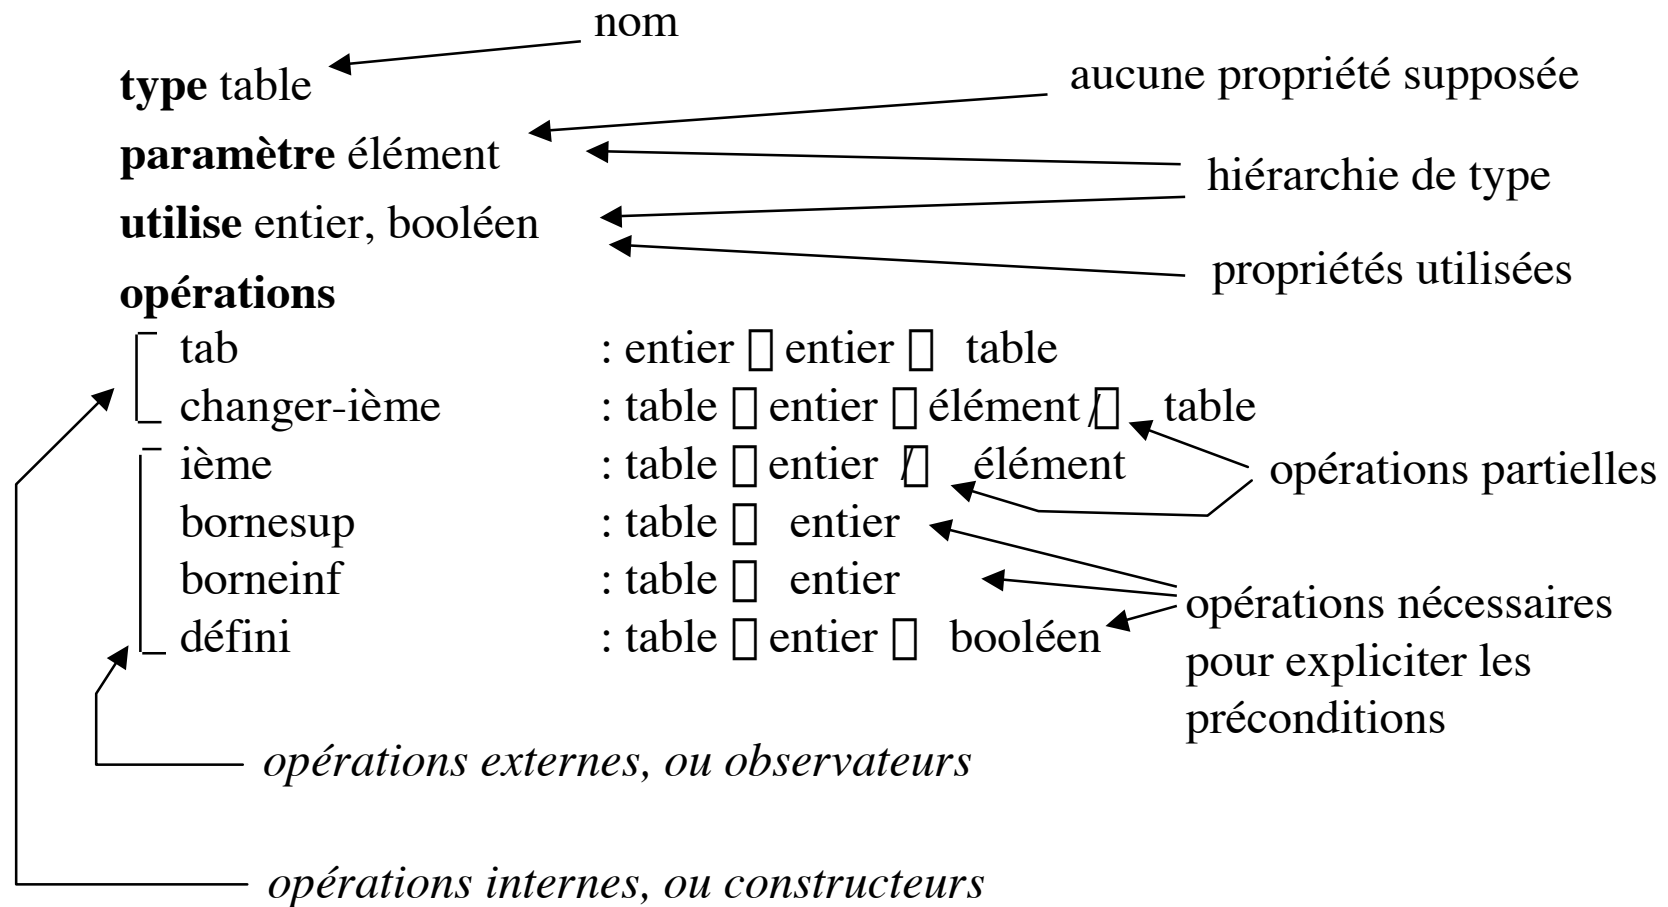 nom
type table
aucune propriété supposée
paramètre élément
hiérarchie de type
utilise entier, booléen
propriétés utilisées
opérations
tab : entier □ entier □ table
changer-ième : table □ entier □ élément /□ table
ième : table □ entier /□ élément
opérations partielles
bornesup : table □ entier
borneinf : table □ entier
opérations nécessaires
défini : table □ entier □ booléen
pour expliciter les
préconditions
opérations externes, ou observateurs
opérations internes, ou constructeurs